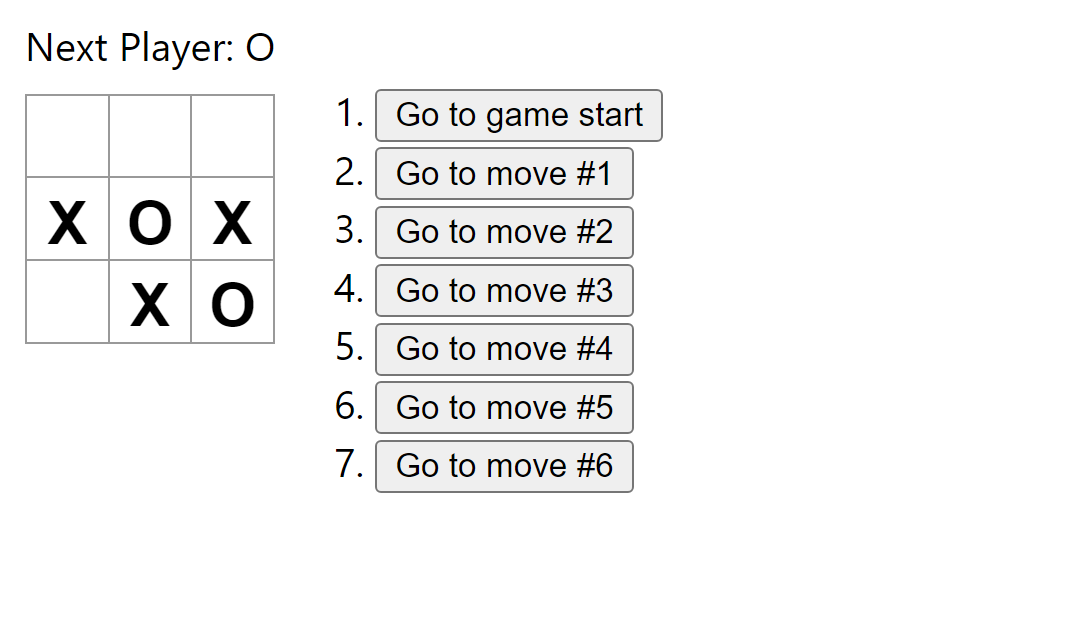 Next Player: O
X O X
X O
1. Go to game start
2. Go to move #1
3. Go to move #2
4. Go to move #3
5. Go to move #4
6. Go to move #5
7. Go to move #6